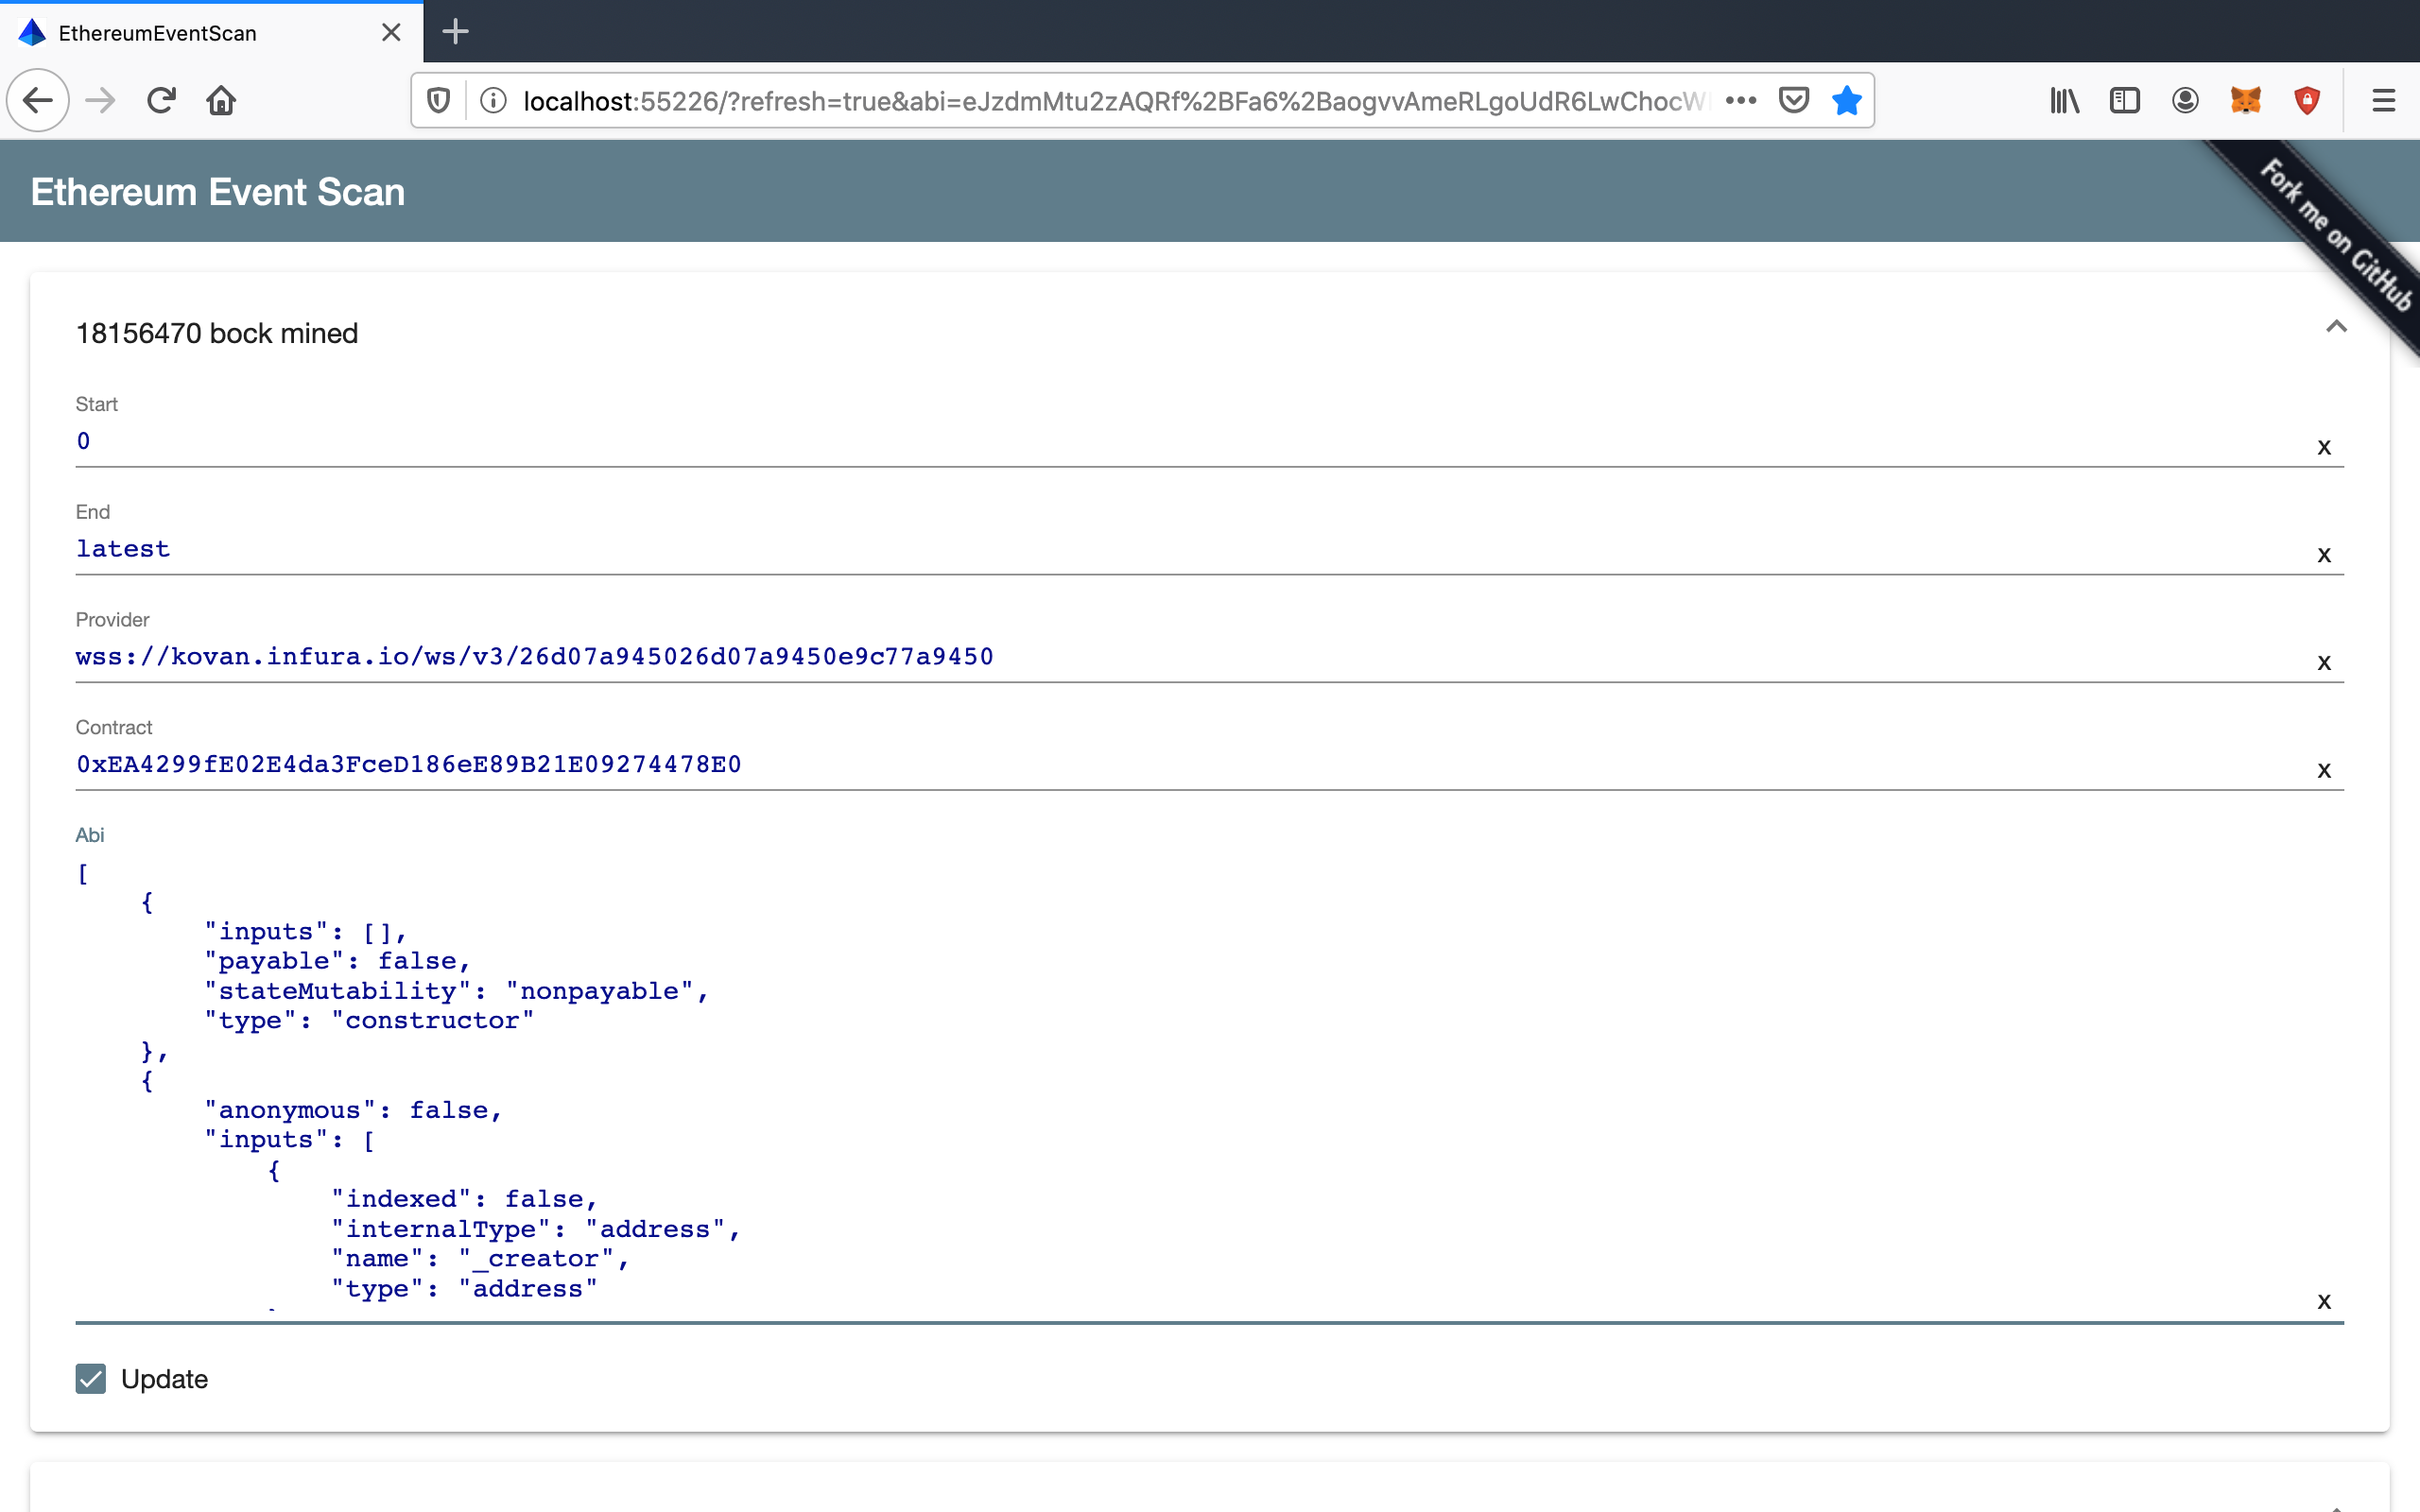 EthereumEventScan
localhost:55226/?refresh=true&abi=eJzdmMtu2zAQRf%2BFa6%2BaogvvAmeRLgoUdR6LwChocW
Ethereum Event Scan
Fork me on GitHub
18156470 bock mined
Start
0
x
End
latest
x
Provider
wss://kovan.infura.io/ws/v3/26d07a945026d07a9450e9c77a9450
x
Contract
0xEA4299fE02E4da3FceD186eE89B21E09274478E0
x
Abi
[
{
"inputs": [],
"payable": false,
"stateMutability": "nonpayable",
"type": "constructor"
},
{
"anonymous": false,
"inputs": [
{
"indexed": false,
"internalType": "address",
"name": "_creator",
"type": "address"
x
Update